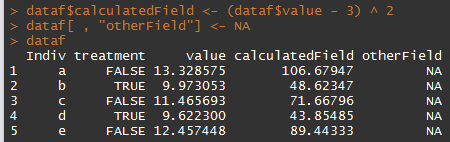 > dataf$calculatedField <- (dataf$value - 3) ^ 2
> dataf[ , "otherField"] <- NA
> dataf
  Indiv treatment     value calculatedField otherField
1     a     FALSE 13.328575       106.67947         NA
2     b      TRUE  9.973053        48.62347         NA
3     c     FALSE 11.465693        71.66796         NA
4     d      TRUE  9.622300        43.85485         NA
5     e     FALSE 12.457448        89.44333         NA